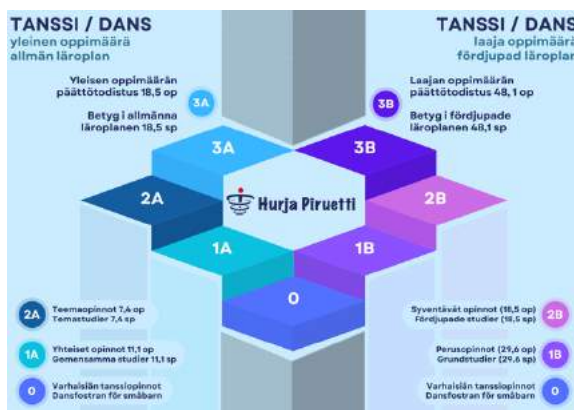 TANSSI / DANS
yleinen oppimäärä
allmän läroplan
Yleisen oppimäärän
päättötodistus 18,5 op
3A
Betyg i allmänna
läroplanen 18,5 sp
TANSSI / DANS
laaja oppimäärä
fördjupad läroplan
Laajan oppimäärän
päättötodistus 48,1 op
3B
Betyg i fördjupade
läroplanen 48,1 sp
3A
3B
2A
Hurja Piruetti
2B
1A
1B
0
2A
Teemaopinnot 7,4 op
Temastudier 7,4 sp
1A
Yhteiset opinnot 11,1 op
Gemensamma studier 11,1 sp
0
Varhaisiän tanssiopinnot
Dansfostran för småbarn
Syventävät opinnot (18,5 op)
Fördjupade studier (18,5 sp)
2B
Perusopinnot (29,6 op)
Grundstudier (29,6 sp)
1B
Varhaisiän tanssiopinnot
Dansfostran för småbarn
0